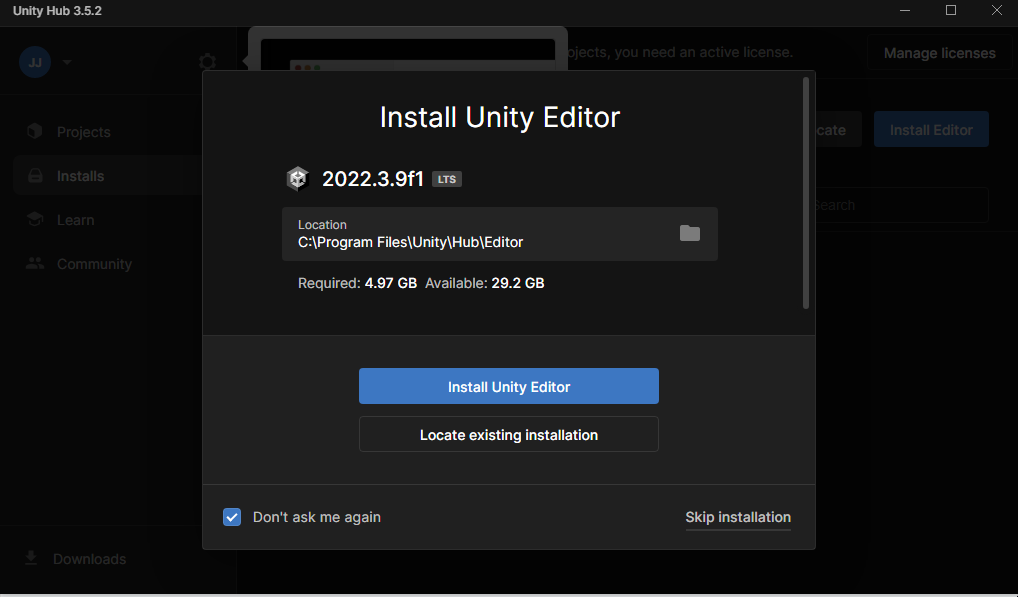 Unity Hub 3.5.2
JJ
ojects, you need an active license.
Manage licenses
Projects
Installs
Learn
Community
Downloads
cate
Install Editor
Search
Install Unity Editor
2022.3.9f1 LTS
Location
C:\Program Files\Unity\Hub\Editor
Required: 4.97 GB Available: 29.2 GB
Install Unity Editor
Locate existing installation
Don't ask me again
Skip installation